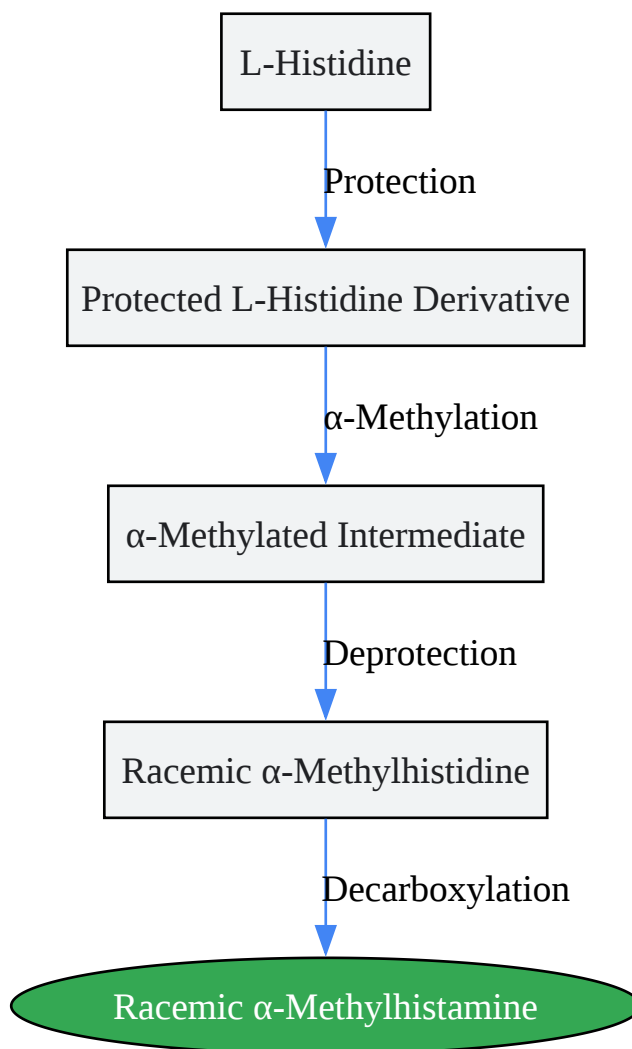 L-Histidine
Protection
Protected L-Histidine Derivative
α-Methylation
α-Methylated Intermediate
Deprotection
Racemic α-Methylhistidine
Decarboxylation
Racemic α-Methylhistamine